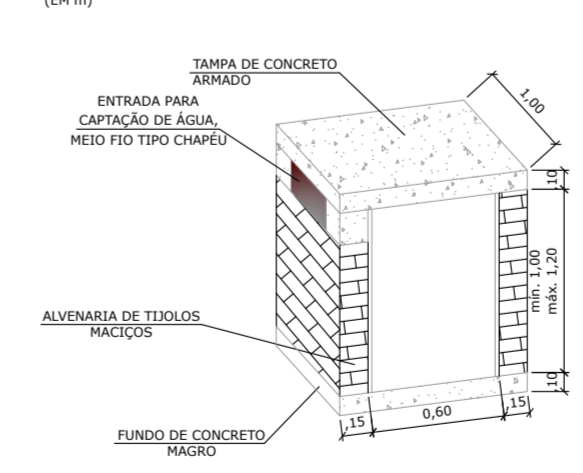 (EM m)
TAMPA DE CONCRETO
ARMADO
ENTRADA PARA
CAPTAÇÃO DE ÁGUA,
MEIO FIO TIPO CHAPÉU
1,00
,10
mín. 1,00
máx. 1,20
ALVENARIA DE TIJOLOS
MACIÇOS
,10
,15
0,60
,15
FUNDO DE CONCRETO
MAGRO